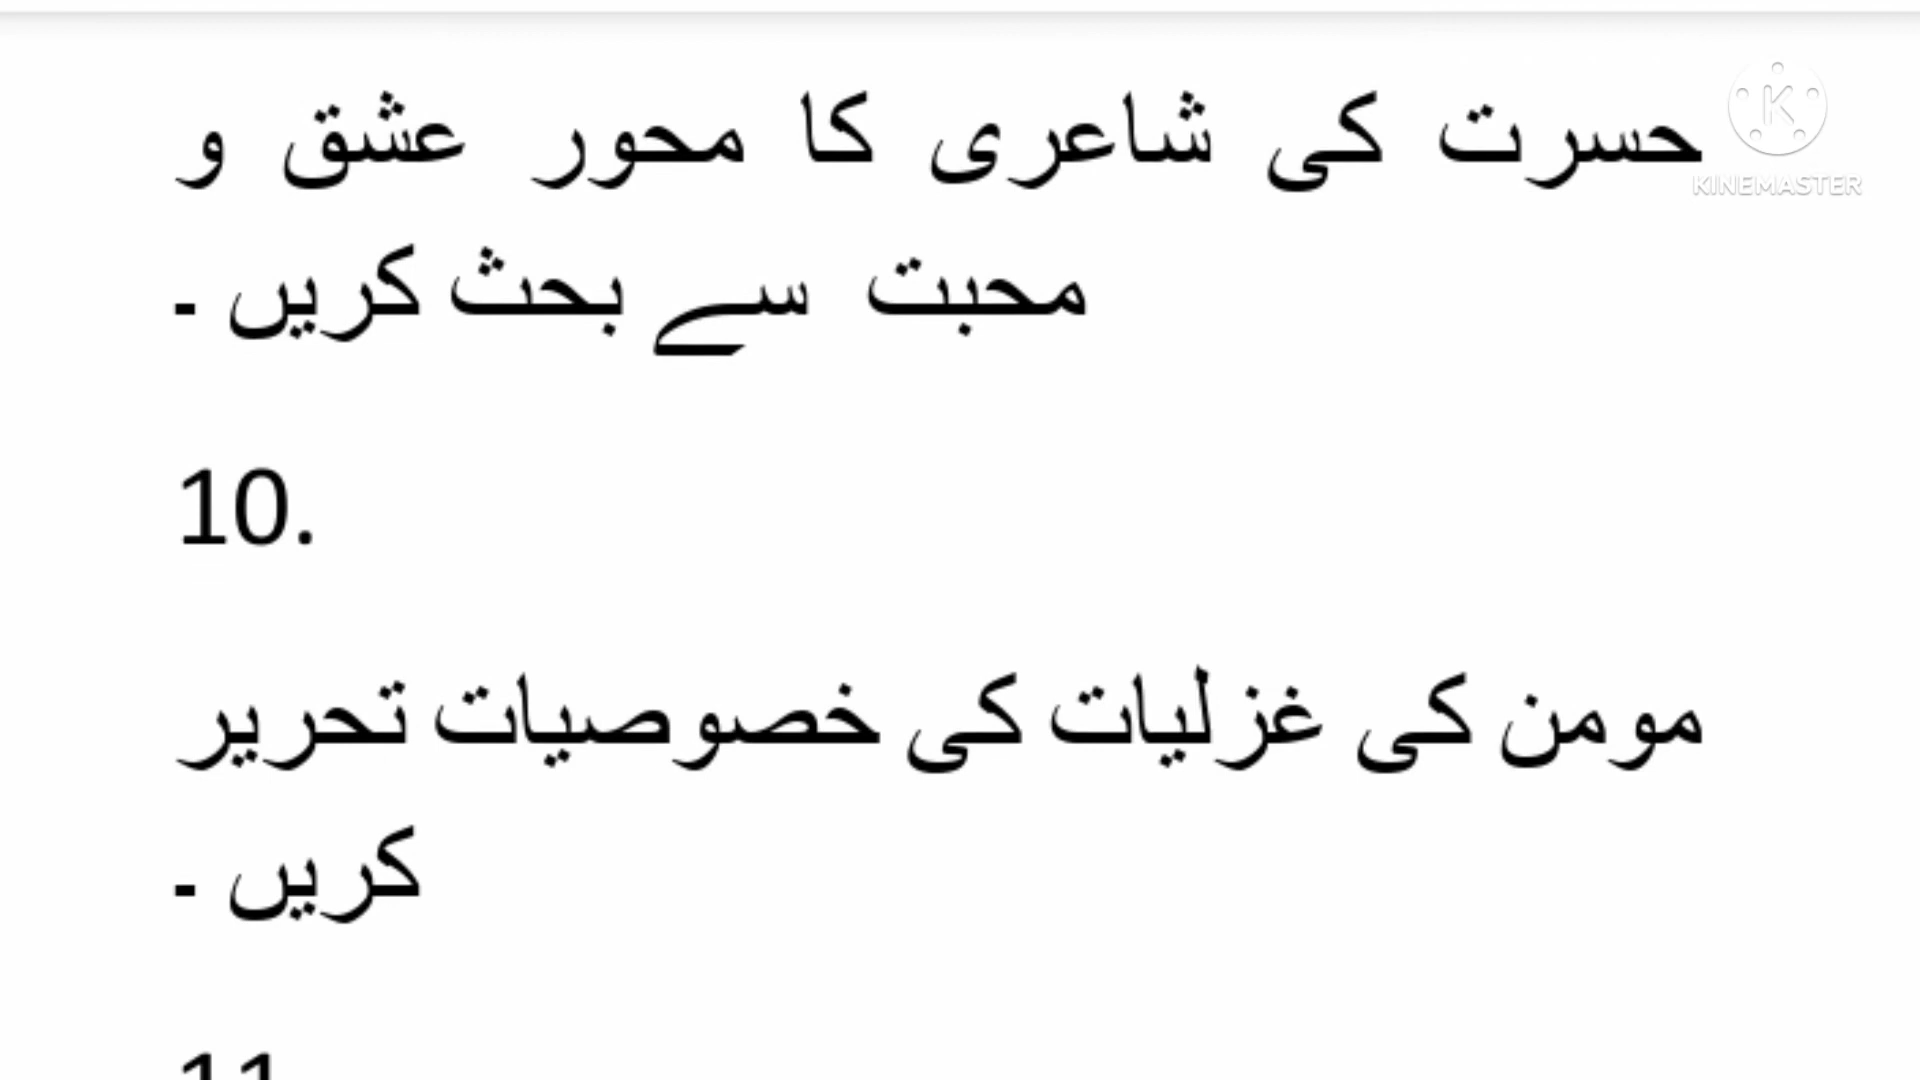 حسرت کی شاعری کا محور عشق و
محبت سے بحث کریں ۔
10.
مومن کی غزلیات کی خصوصیات تحریر
کریں ۔
11
KINEMASTER